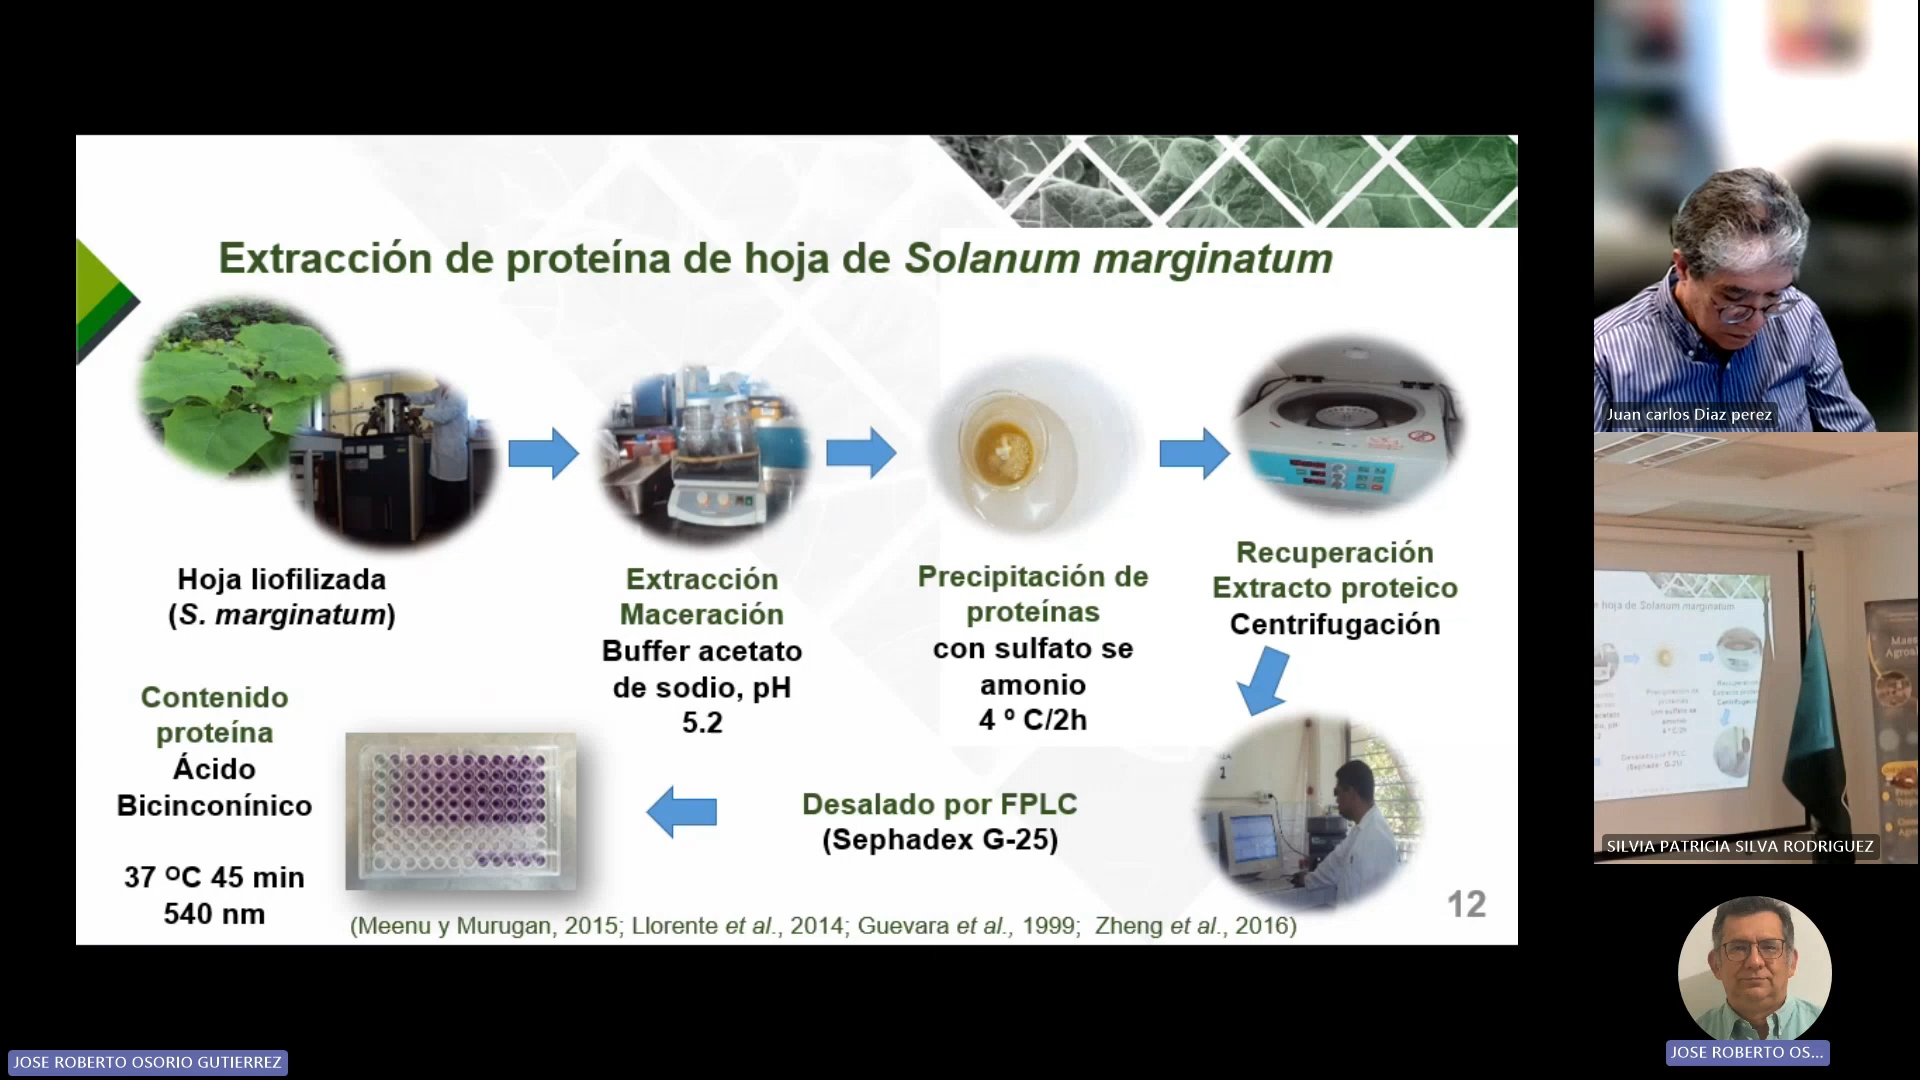 Extracción de proteína de hoja de Solanum marginatum
Hoja liofilizada
(S. marginatum)
Extracción
Maceración
Buffer acetato
de sodio, pH
5.2
Precipitación de
proteínas
con sulfato se
amonio
4 º C/2h
Recuperación
Extracto proteico
Centrifugación
Desalado por FPLC
(Sephadex G-25)
Contenido
proteína
Ácido
Bicinconínico
37 ºC 45 min
540 nm
(Meenu y Murugan, 2015; Llorente et al., 2014; Guevara et al., 1999; Zheng et al., 2016)
12
Juan carlos Diaz perez
hoja de Solanum marginatum
SILVIA PATRICIA SILVA RODRIGUEZ
JOSE ROBERTO OS...
JOSE ROBERTO OSORIO GUTIERREZ